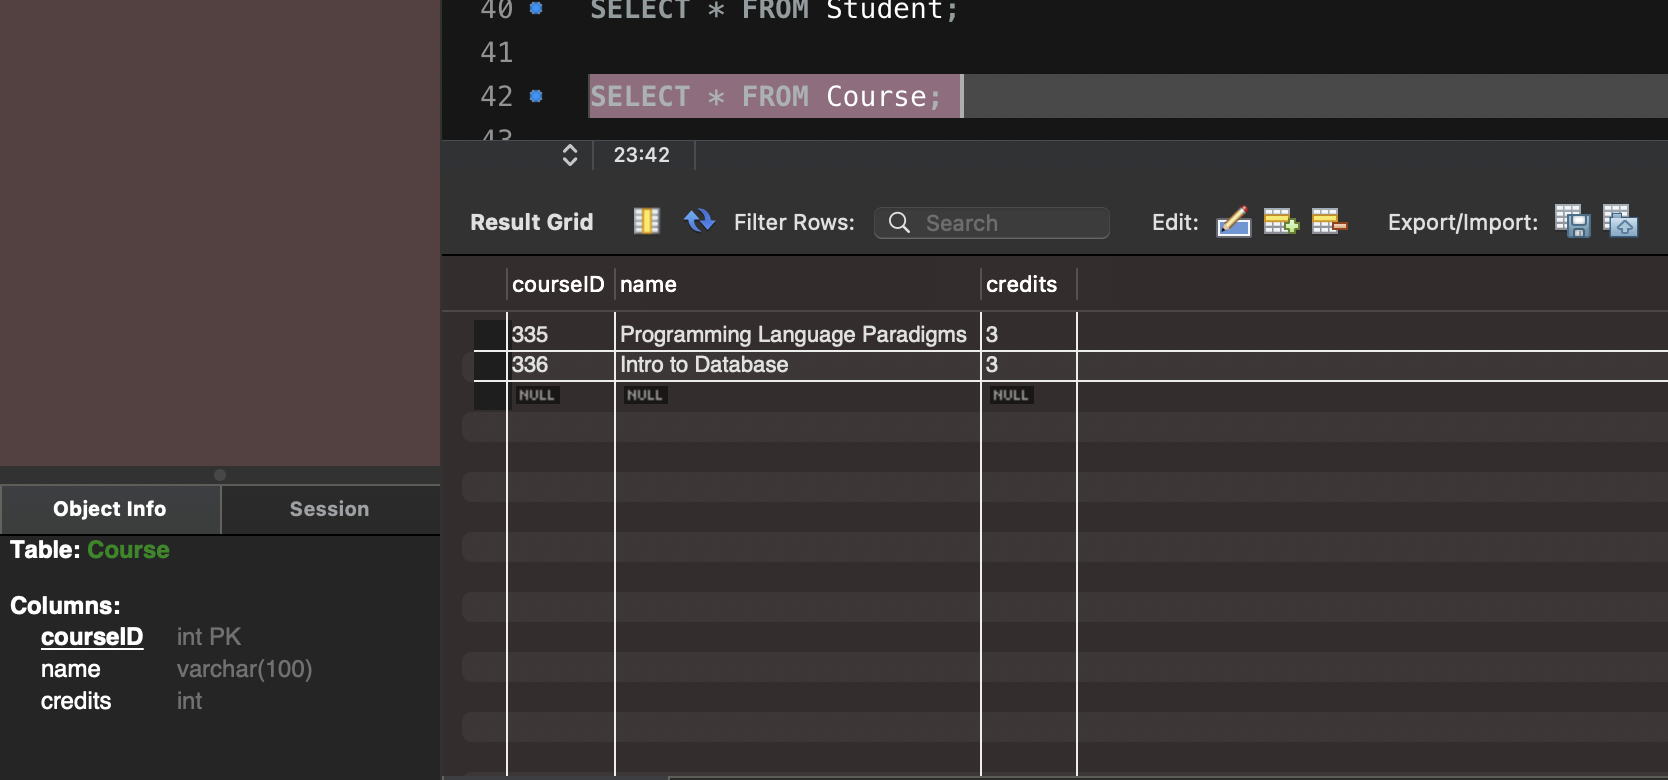 40 SELECT * FROM Student;
41
42 SELECT * FROM Course;
43
23:42
Result Grid Filter Rows: Search Edit: Export/Import:
courseID name credits
335 Programming Language Paradigms 3
336 Intro to Database 3
NULL NULL NULL
Object Info Session
Table: Course
Columns:
courseID int PK
name varchar(100)
credits int